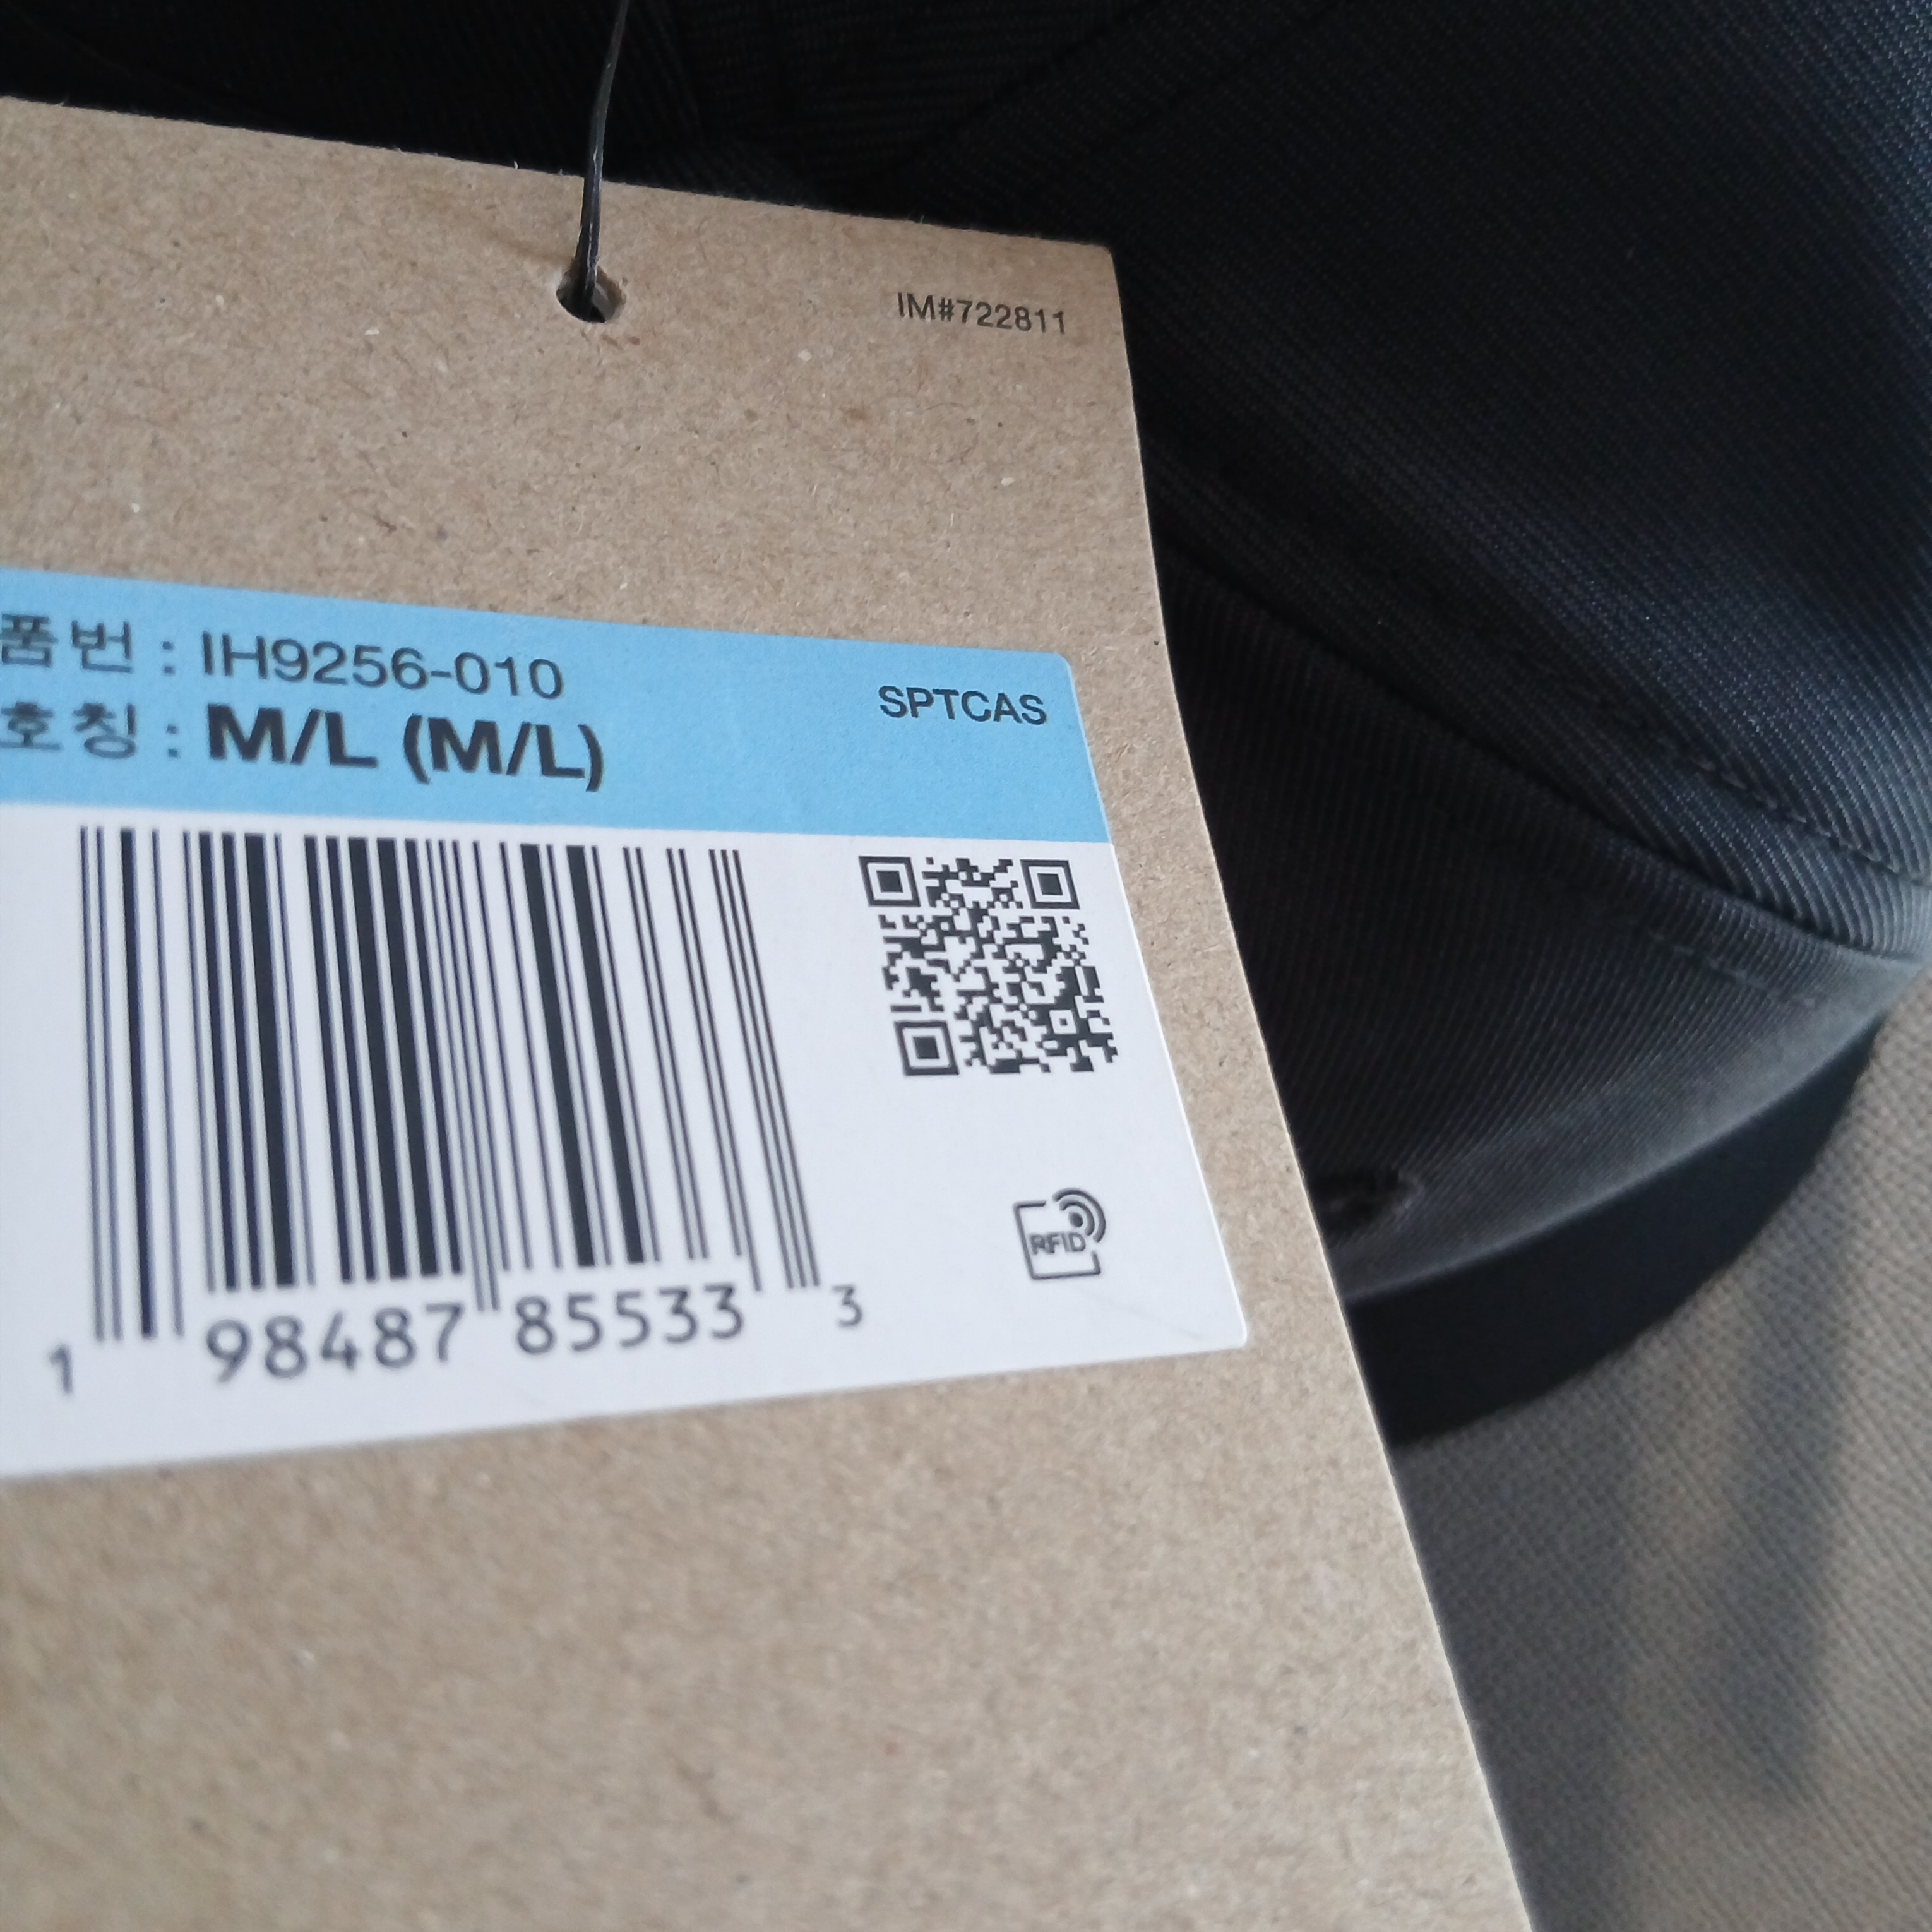 IM#722811
품번 : IH9256-010
호칭 : M/L (M/L)
SPTCAS
1 98487 85533 3
RFID